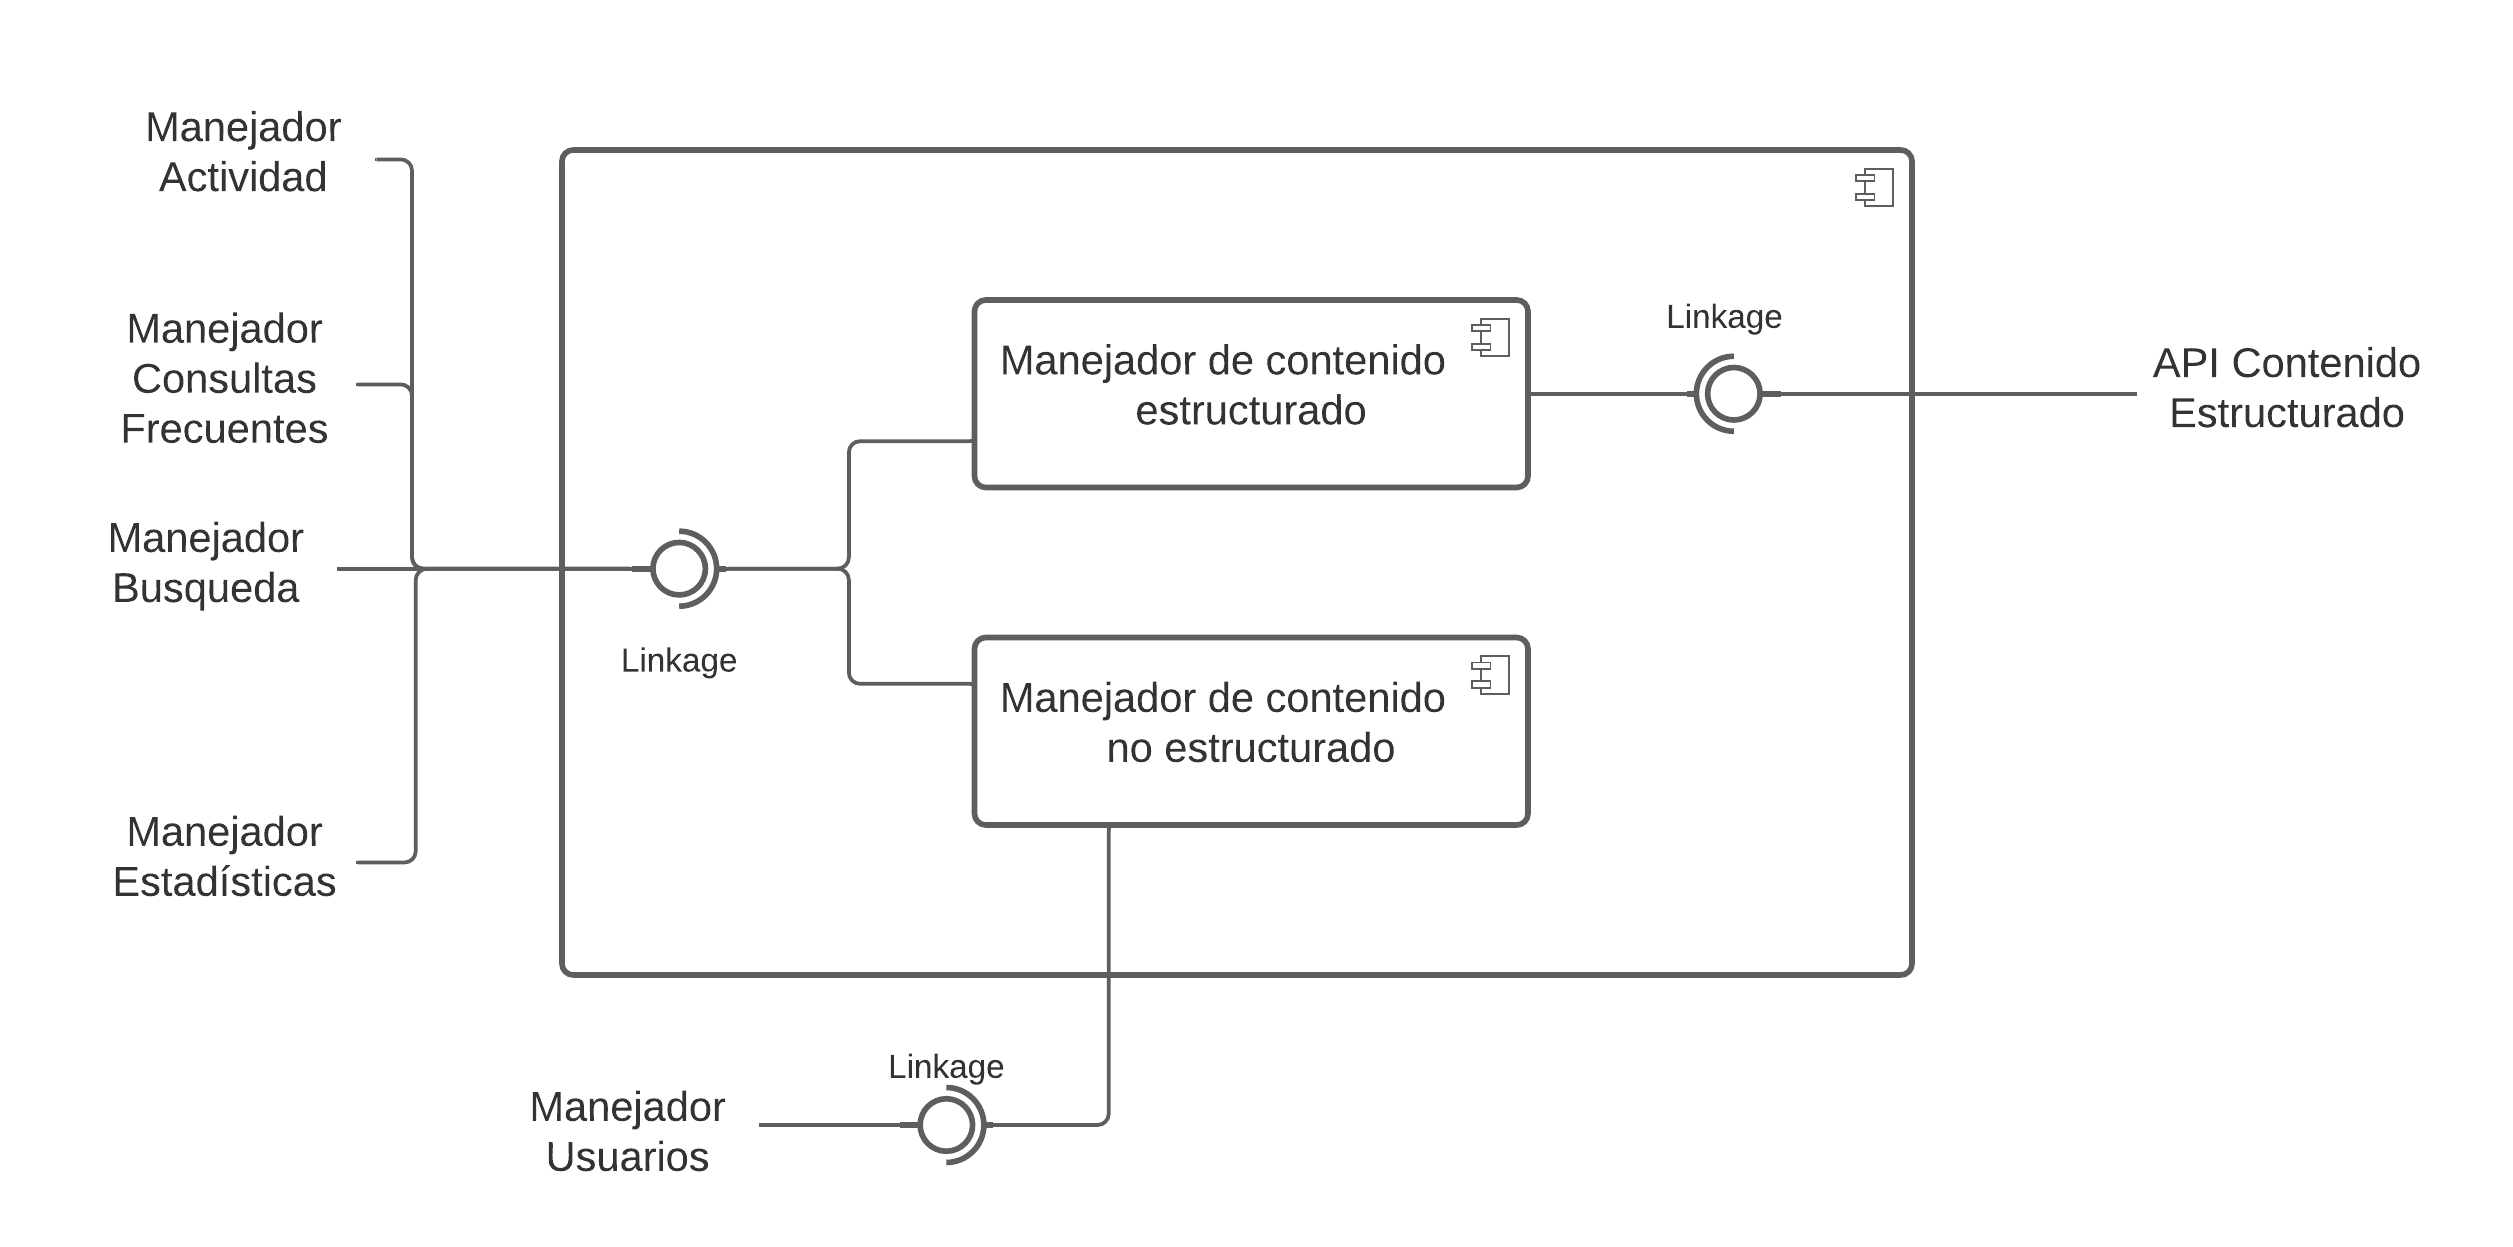 Manejador
Actividad
Manejador
Consultas
Frecuentes
Manejador
Busqueda
Manejador
Estadísticas
Linkage
Manejador de contenido
estructurado
Manejador de contenido
no estructurado
Linkage
API Contenido
Estructurado
Linkage
Manejador
Usuarios